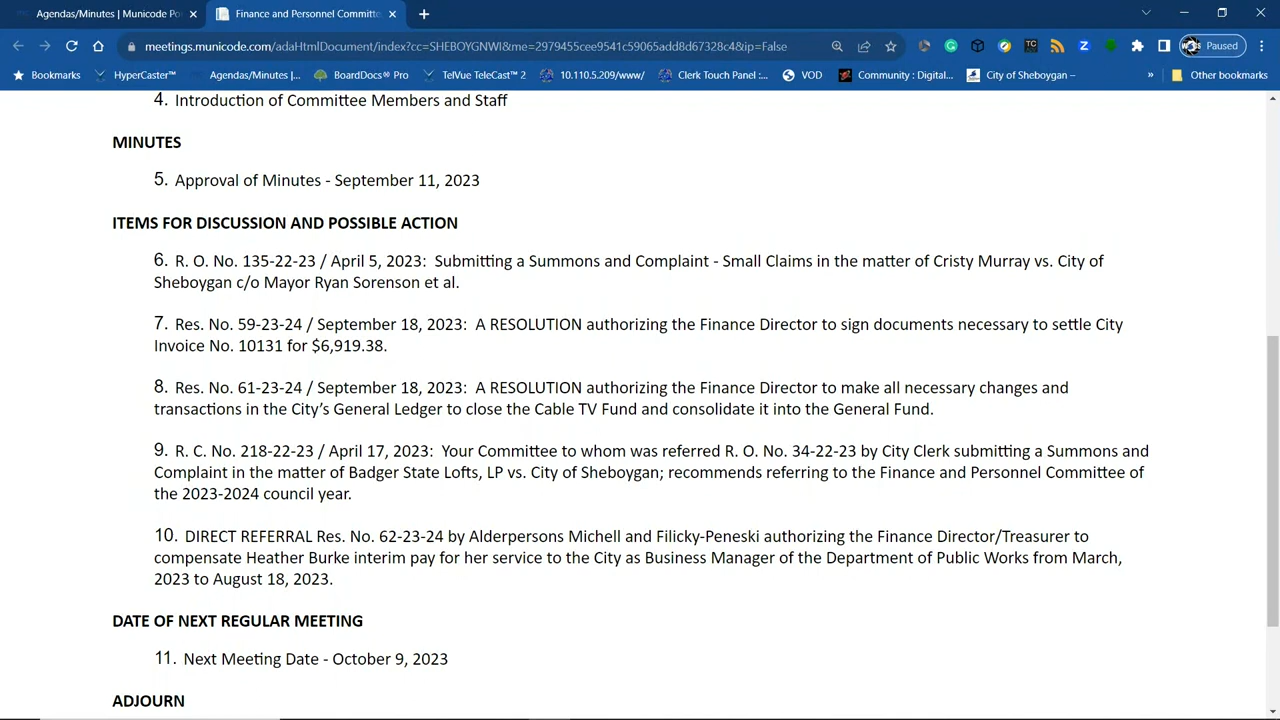 Agendas/Minutes | Municode Po
Finance and Personnel Committe
meetings.municode.com/adaHtmlDocument/index?cc=SHEBOYGNWI&me=2979455cee9541c59065add8d67328c4&ip=False
Paused
Bookmarks HyperCaster™ Agendas/Minutes |... BoardDocs® Pro TelVue TeleCast™ 2 10.110.5.209/www/ Clerk Touch Panel :... VOD Community : Digital... City of Sheboygan – » Other bookmarks
4. Introduction of Committee Members and Staff
MINUTES
5. Approval of Minutes - September 11, 2023
ITEMS FOR DISCUSSION AND POSSIBLE ACTION
6. R. O. No. 135-22-23 / April 5, 2023: Submitting a Summons and Complaint - Small Claims in the matter of Cristy Murray vs. City of
Sheboygan c/o Mayor Ryan Sorenson et al.
7. Res. No. 59-23-24 / September 18, 2023: A RESOLUTION authorizing the Finance Director to sign documents necessary to settle City
Invoice No. 10131 for $6,919.38.
8. Res. No. 61-23-24 / September 18, 2023: A RESOLUTION authorizing the Finance Director to make all necessary changes and
transactions in the City's General Ledger to close the Cable TV Fund and consolidate it into the General Fund.
9. R. C. No. 218-22-23 / April 17, 2023: Your Committee to whom was referred R. O. No. 34-22-23 by City Clerk submitting a Summons and
Complaint in the matter of Badger State Lofts, LP vs. City of Sheboygan; recommends referring to the Finance and Personnel Committee of
the 2023-2024 council year.
10. DIRECT REFERRAL Res. No. 62-23-24 by Alderpersons Michell and Filicky-Peneski authorizing the Finance Director/Treasurer to
compensate Heather Burke interim pay for her service to the City as Business Manager of the Department of Public Works from March,
2023 to August 18, 2023.
DATE OF NEXT REGULAR MEETING
11. Next Meeting Date - October 9, 2023
ADJOURN